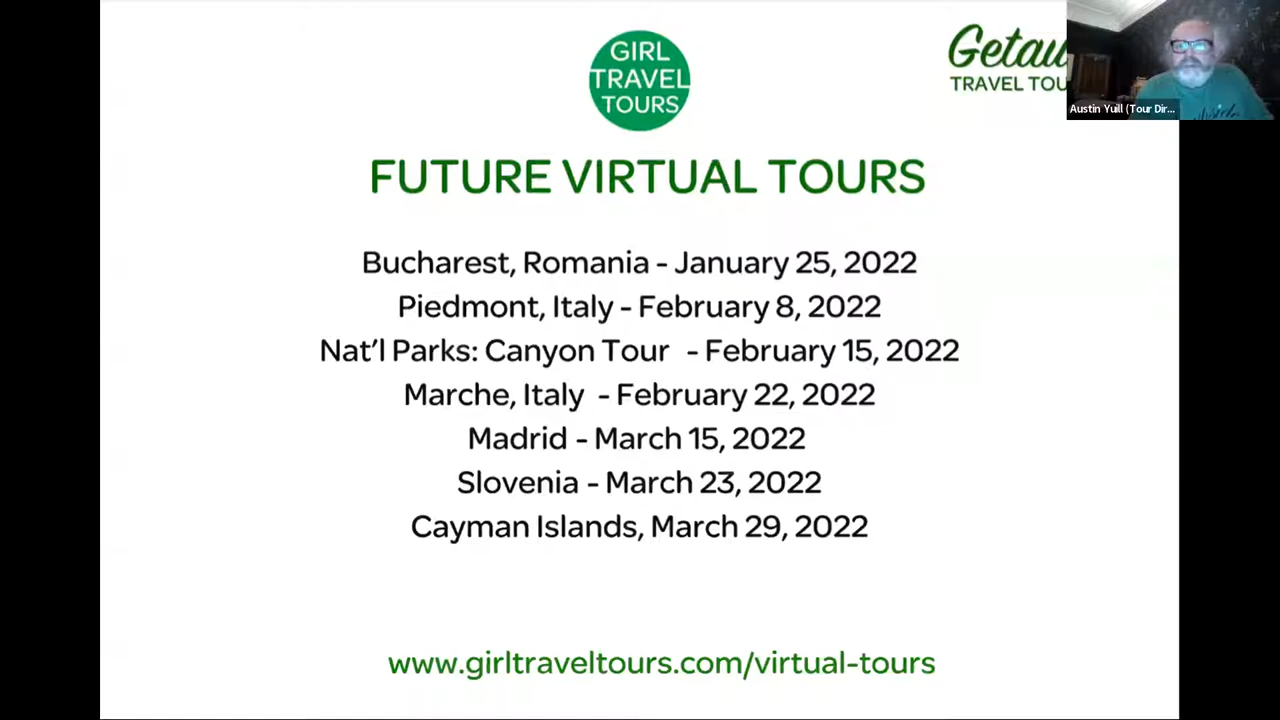 GIRL
TRAVEL
TOURS
Getaw
TRAVEL TOU
Austin Yuill (Tour Dir...
FUTURE VIRTUAL TOURS
Bucharest, Romania - January 25, 2022
Piedmont, Italy - February 8, 2022
Nat'l Parks: Canyon Tour - February 15, 2022
Marche, Italy - February 22, 2022
Madrid - March 15, 2022
Slovenia - March 23, 2022
Cayman Islands, March 29, 2022
www.girltraveltours.com/virtual-tours